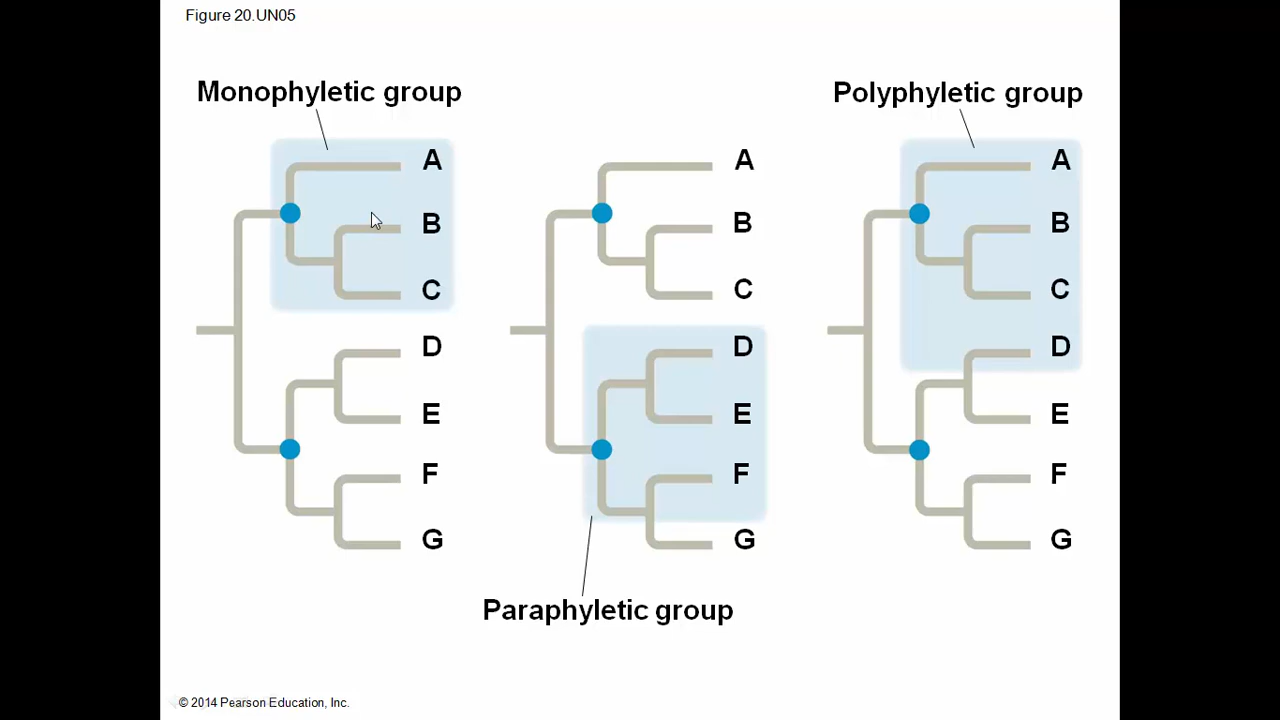 Figure 20.UN05
Monophyletic group
A
B
C
D
E
F
G
A
B
C
D
E
F
G
Paraphyletic group
Polyphyletic group
A
B
C
D
E
F
G
© 2014 Pearson Education, Inc.